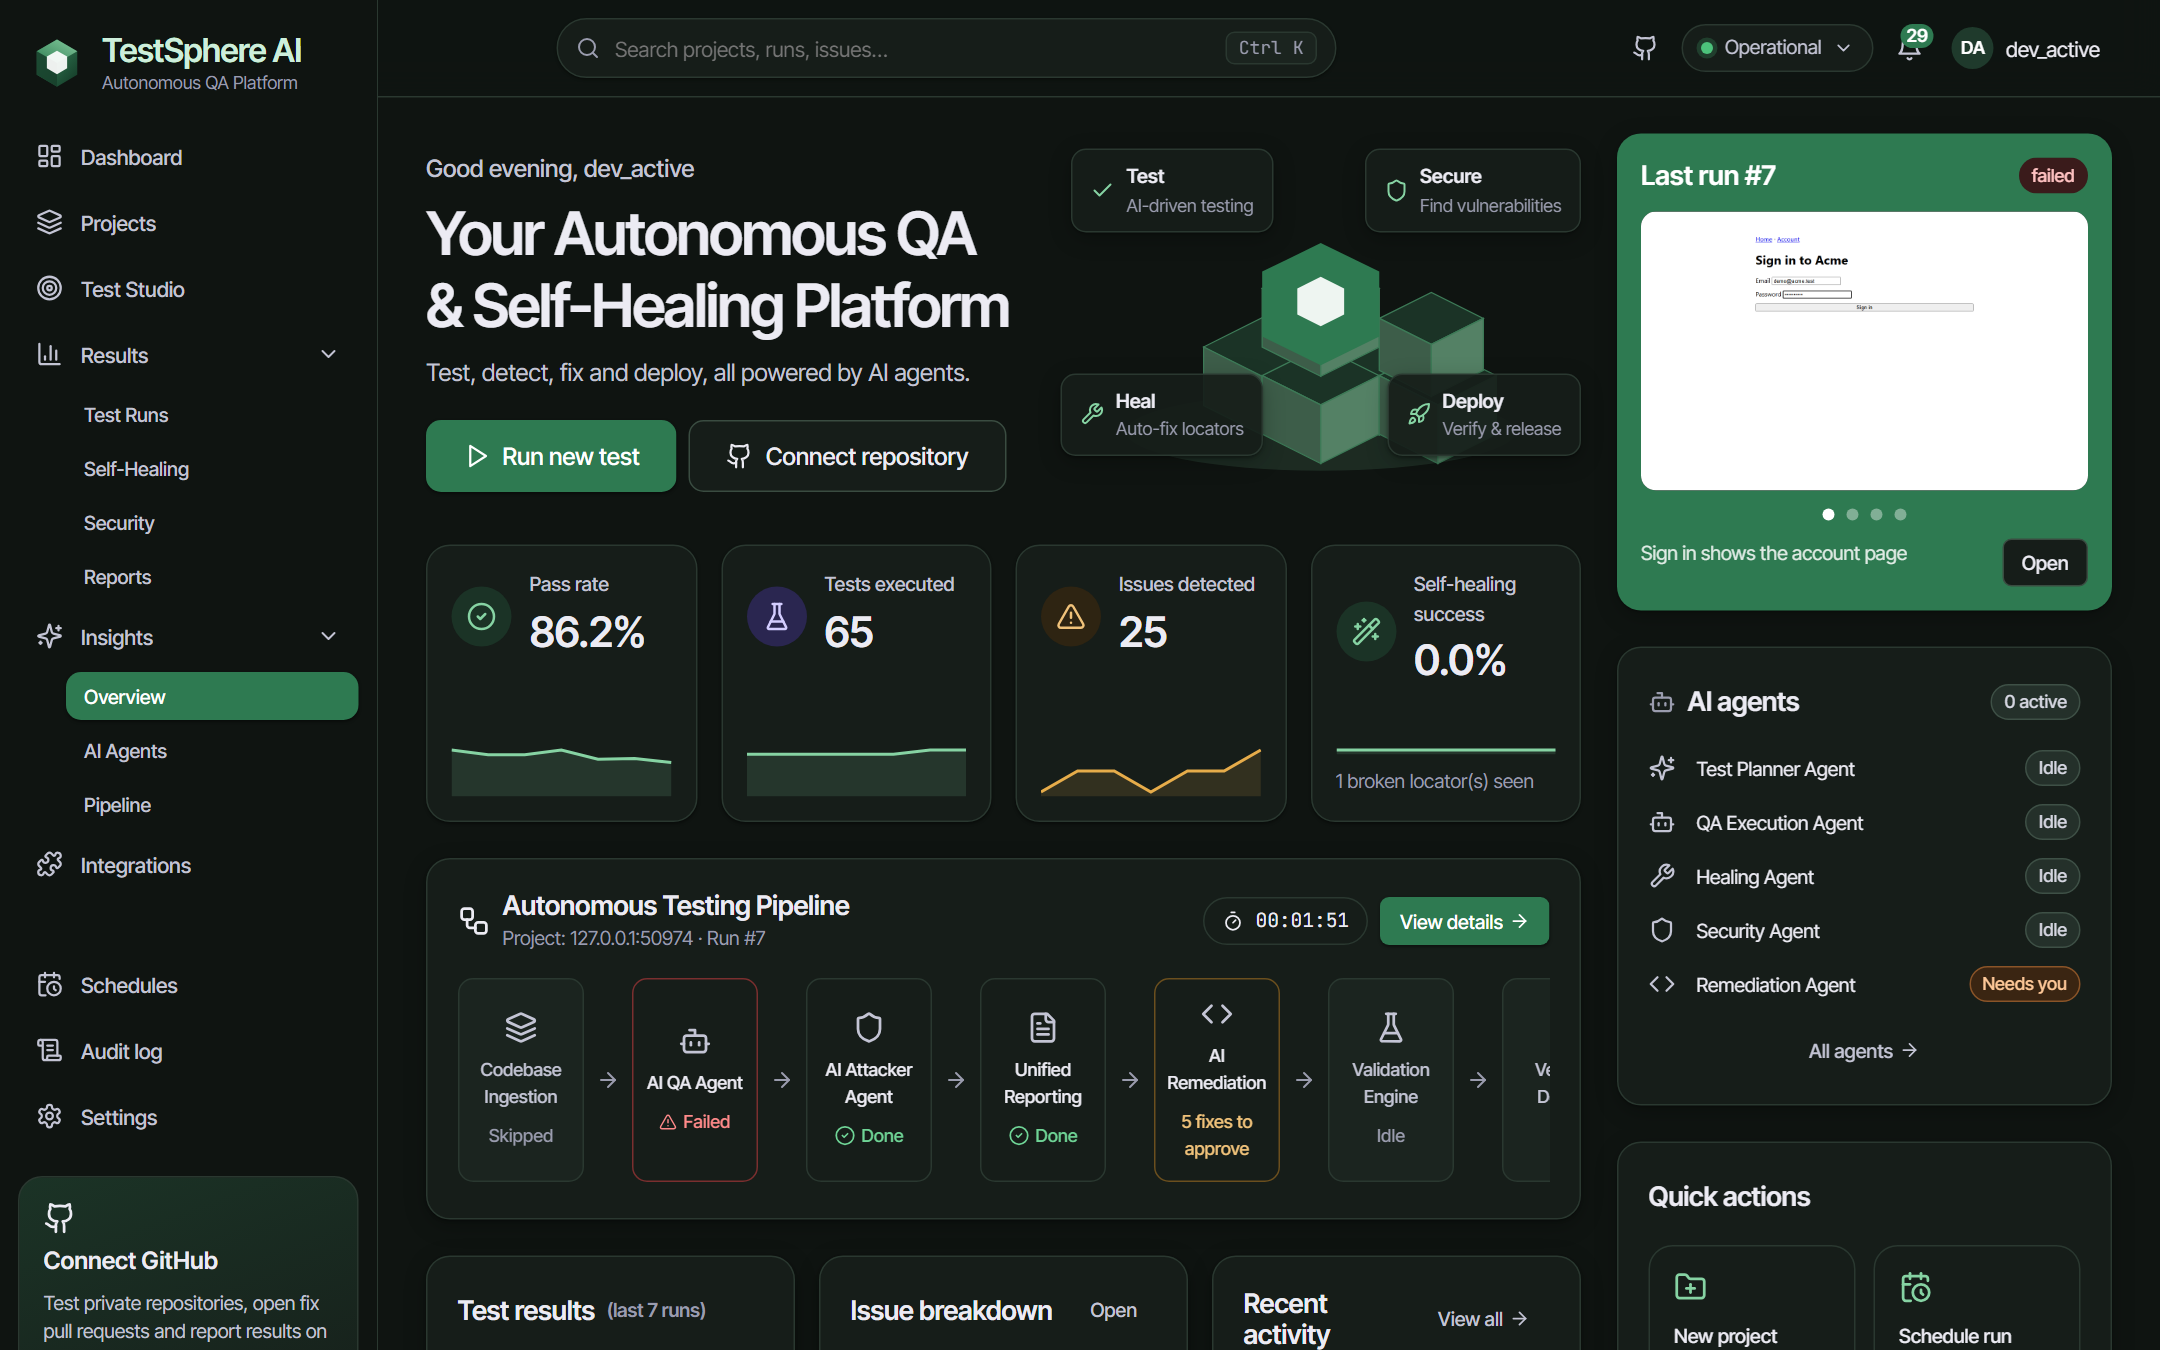 TestSphere AI
Autonomous QA Platform
Search projects, runs, issues...
Ctrl K
Operational
29
DA
dev_active
Dashboard
Projects
Test Studio
Results
Test Runs
Self-Healing
Security
Reports
Insights
Overview
AI Agents
Pipeline
Integrations
Schedules
Audit log
Settings
Connect GitHub
Test private repositories, open fix
pull requests and report results on
Good evening, dev_active
Your Autonomous QA
& Self-Healing Platform
Test, detect, fix and deploy, all powered by AI agents.
Run new test
Connect repository
Test
AI-driven testing
Secure
Find vulnerabilities
Heal
Auto-fix locators
Deploy
Verify & release
Pass rate
86.2%
Tests executed
65
Issues detected
25
Self-healing
success
0.0%
1 broken locator(s) seen
Autonomous Testing Pipeline
Project: 127.0.0.1:50974 · Run #7
00:01:51
View details
Codebase
Ingestion
Skipped
AI QA Agent
Failed
AI Attacker
Agent
Done
Unified
Reporting
Done
AI
Remediation
5 fixes to
approve
Validation
Engine
Idle
Test results (last 7 runs)
Issue breakdown
Open
Recent
activity
View all
Last run #7
failed
Home · Account
Sign in to Acme
Email demo@acme.test
Password
Sign in
Sign in shows the account page
Open
AI agents
0 active
Test Planner Agent
Idle
QA Execution Agent
Idle
Healing Agent
Idle
Security Agent
Idle
Remediation Agent
Needs you
All agents
Quick actions
New project
Schedule run